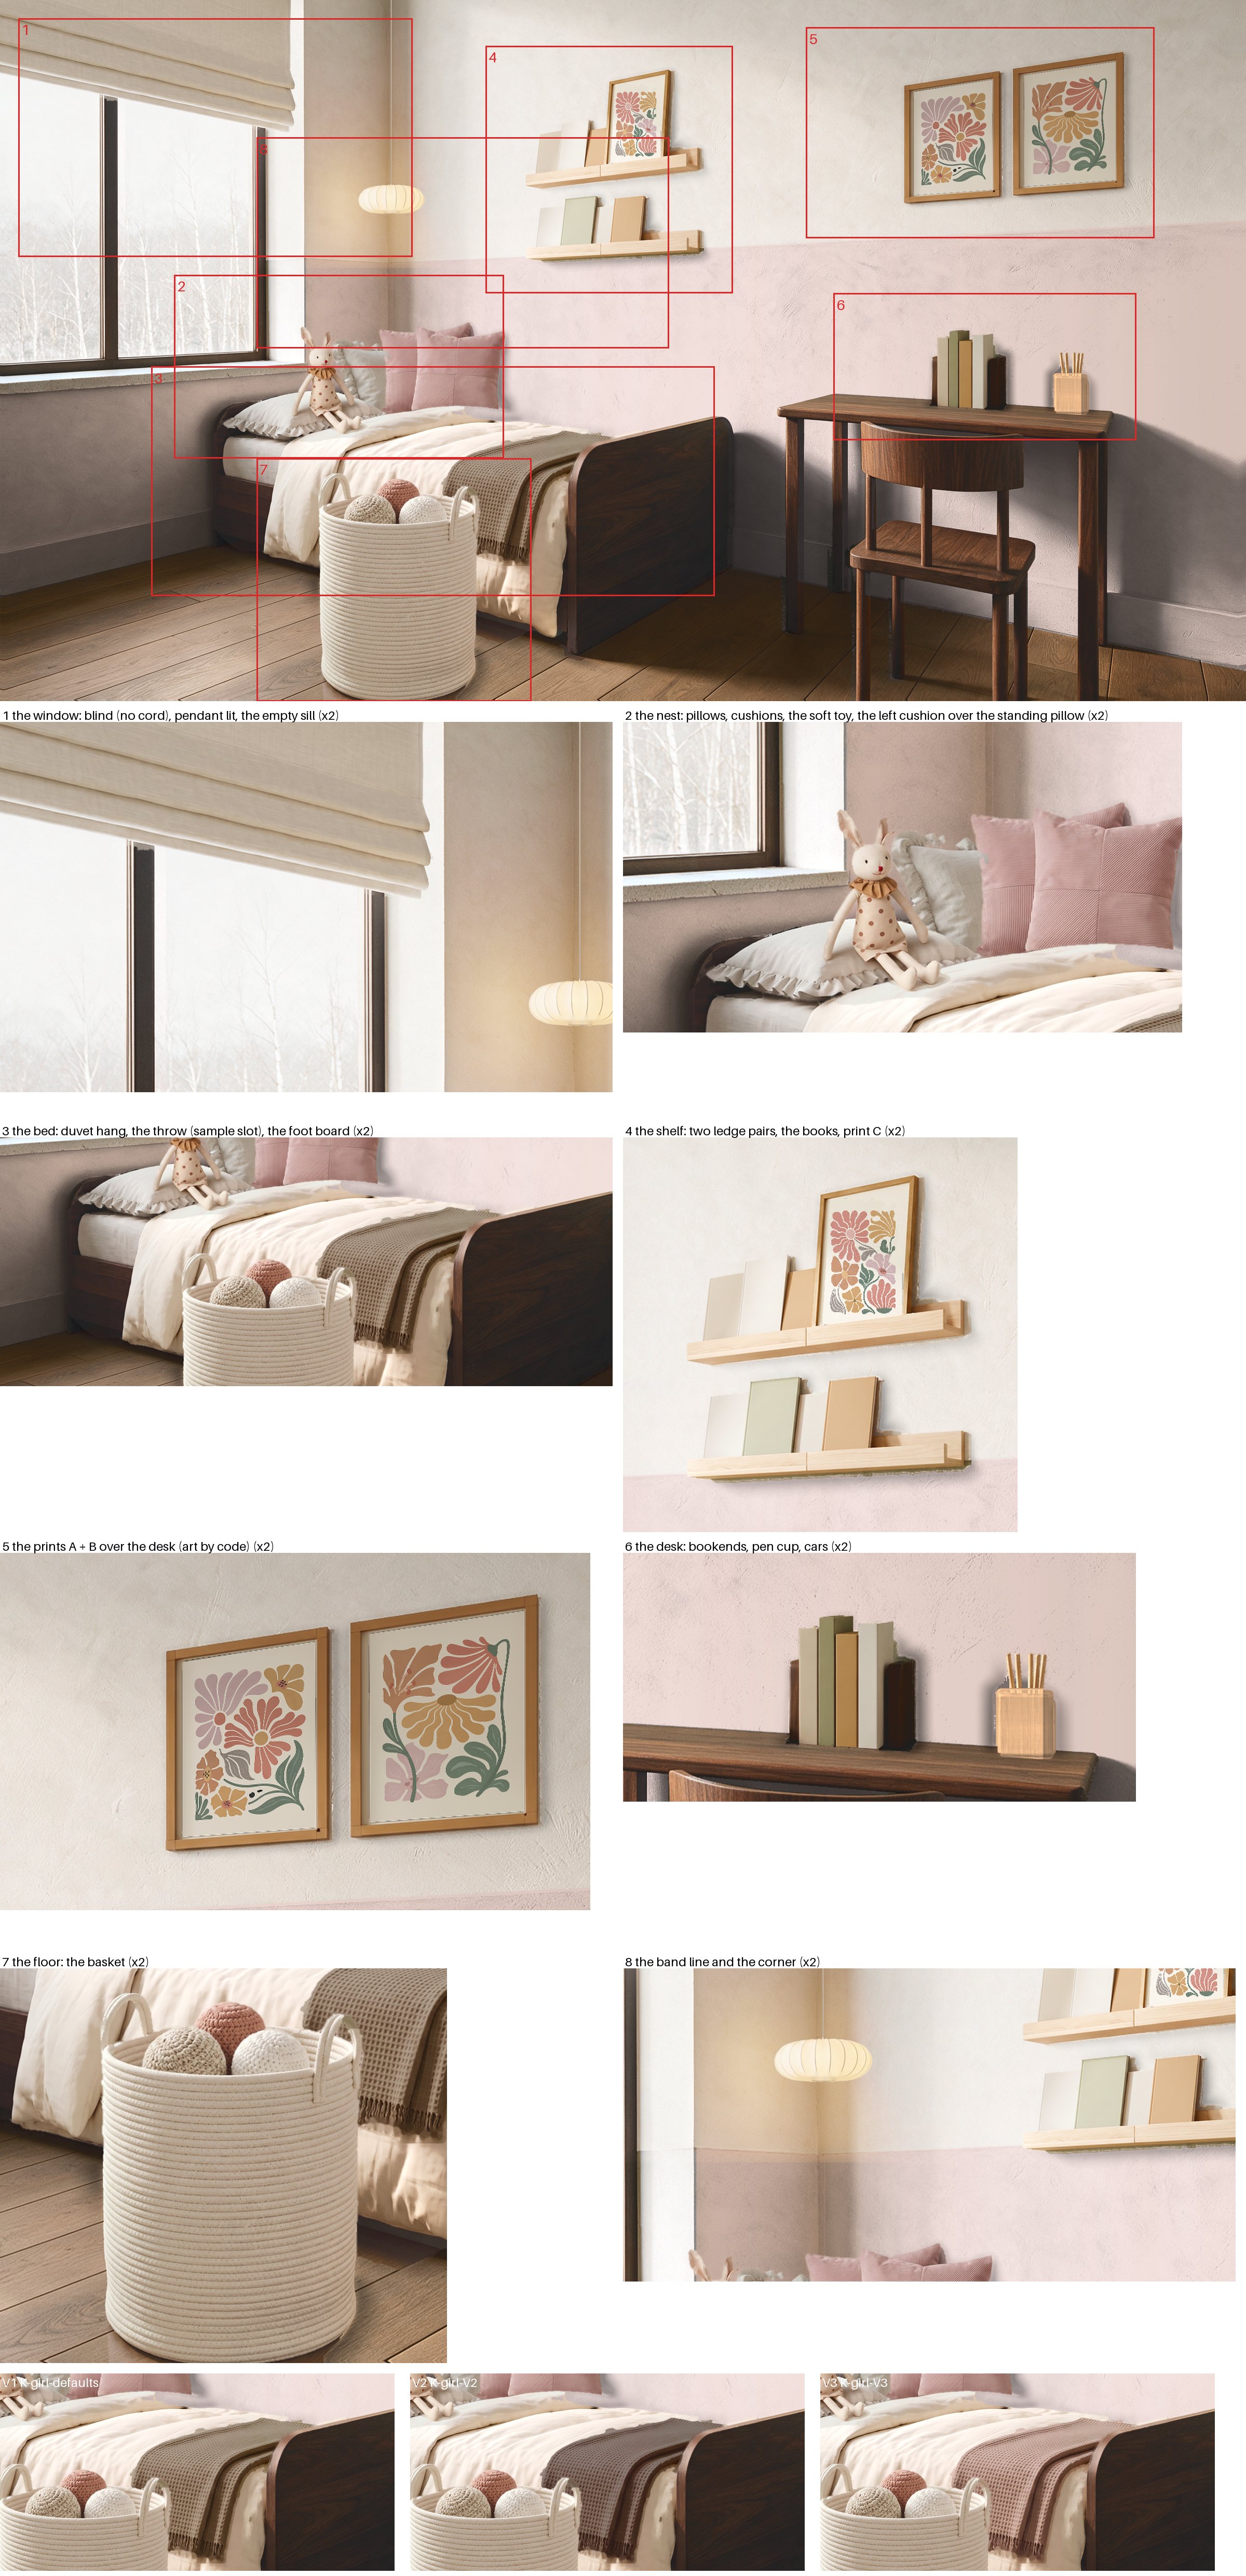 1
4
5
8
2
6
3
7
1 the window: blind (no cord), pendant lit, the empty sill (x2)
2 the nest: pillows, cushions, the soft toy, the left cushion over the standing pillow (x2)
3 the bed: duvet hang, the throw (sample slot), the foot board (x2)
4 the shelf: two ledge pairs, the books, print C (x2)
5 the prints A + B over the desk (art by code) (x2)
6 the desk: bookends, pen cup, cars (x2)
7 the floor: the basket (x2)
8 the band line and the corner (x2)
V1 K-girl-defaults
V2 K-girl-V2
V3 K-girl-V3